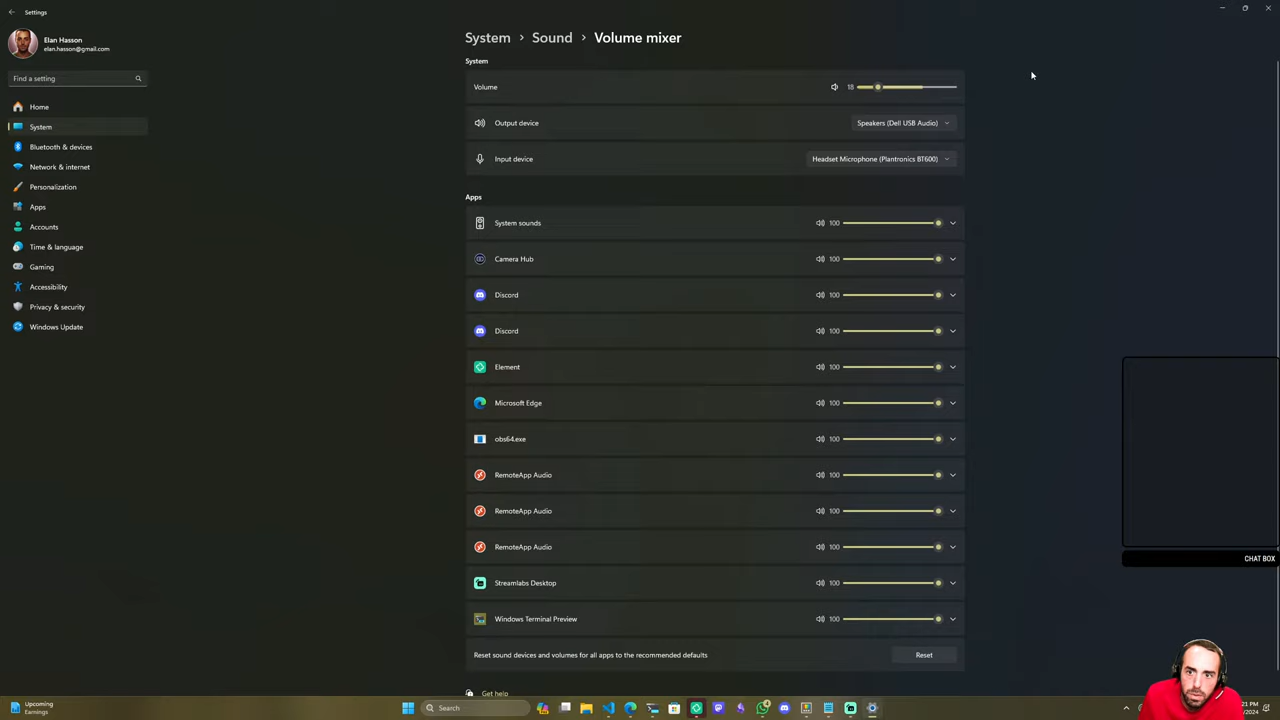 Settings
Elan Hasson
elan.hasson@gmail.com
Find a setting
Home
System
Bluetooth & devices
Network & internet
Personalization
Apps
Accounts
Time & language
Gaming
Accessibility
Privacy & security
Windows Update
System > Sound > Volume mixer
System
Volume 18
Output device Speakers (Dell USB Audio)
Input device Headset Microphone (Plantronics BT600)
Apps
System sounds 100
Camera Hub 100
Discord 100
Discord 100
Element 100
Microsoft Edge 100
obs64.exe 100
RemoteApp Audio 100
RemoteApp Audio 100
RemoteApp Audio 100
Streamlabs Desktop 100
Windows Terminal Preview 100
Reset sound devices and volumes for all apps to the recommended defaults Reset
Get help
CHAT BOX
Upcoming
Earnings
Search